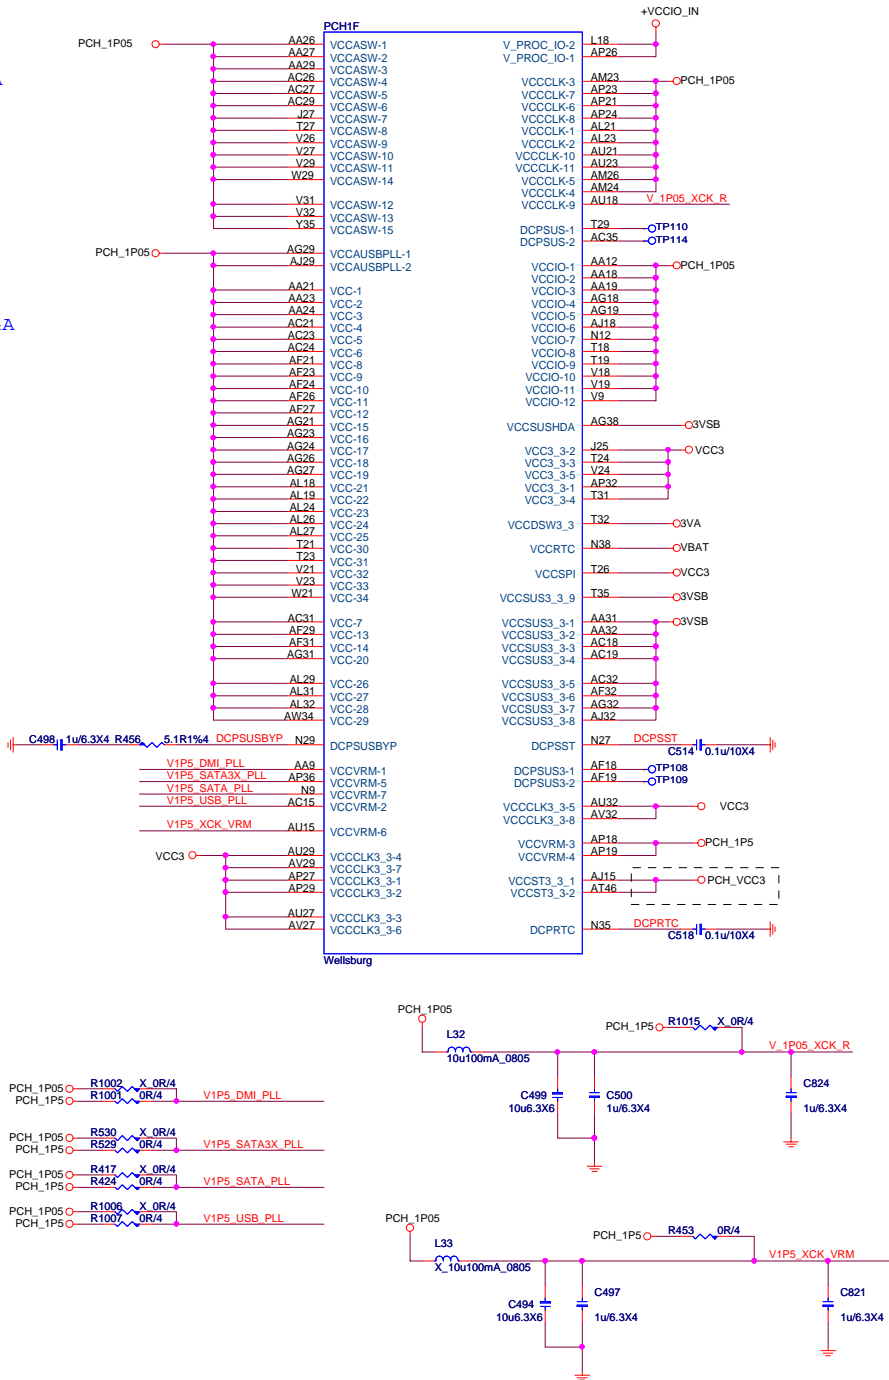 PCH1F
+VCCIO_IN
PCH_1P05
AA26 VCCASW-1
AA27 VCCASW-2
AA29 VCCASW-3
AC26 VCCASW-4
AC27 VCCASW-5
AC29 VCCASW-6
J27 VCCASW-7
T27 VCCASW-8
V26 VCCASW-9
V27 VCCASW-10
V29 VCCASW-11
W29 VCCASW-14
V31 VCCASW-12
V32 VCCASW-13
Y35 VCCASW-15
PCH_1P05
AG29 VCCAUSBPLL-1
AJ29 VCCAUSBPLL-2
AA21 VCC-1
AA23 VCC-2
AA24 VCC-3
AC21 VCC-4
AC23 VCC-5
AC24 VCC-6
AF21 VCC-8
AF23 VCC-9
AF24 VCC-10
AF26 VCC-11
AF27 VCC-12
AG21 VCC-15
AG23 VCC-16
AG24 VCC-17
AG26 VCC-18
AG27 VCC-19
AL18 VCC-21
AL19 VCC-22
AL24 VCC-23
AL26 VCC-24
AL27 VCC-25
T21 VCC-30
T23 VCC-31
V21 VCC-32
V23 VCC-33
W21 VCC-34
AC31 VCC-7
AF29 VCC-13
AF31 VCC-14
AG31 VCC-20
AL29 VCC-26
AL31 VCC-27
AL32 VCC-28
AW34 VCC-29
C498 1u/6.3X4 R456 5.1R1%4 DCPSUSBYP N29 DCPSUSBYP
V1P5_DMI_PLL AA9 VCCVRM-1
V1P5_SATA3X_PLL AP36 VCCVRM-5
V1P5_SATA_PLL N9 VCCVRM-7
V1P5_USB_PLL AC15 VCCVRM-2
V1P5_XCK_VRM AU15 VCCVRM-6
VCC3
AU29 VCCCLK3_3-4
AV29 VCCCLK3_3-7
AP27 VCCCLK3_3-1
AP29 VCCCLK3_3-2
AU27 VCCCLK3_3-3
AV27 VCCCLK3_3-6
V_PROC_IO-2 L18
V_PROC_IO-1 AP26
VCCCLK-3 AM23 PCH_1P05
VCCCLK-7 AP23
VCCCLK-6 AP21
VCCCLK-8 AP24
VCCCLK-1 AL21
VCCCLK-2 AL23
VCCCLK-10 AU21
VCCCLK-11 AU23
VCCCLK-5 AM26
VCCCLK-4 AM24
VCCCLK-9 AU18 V_1P05_XCK_R
DCPSUS-1 T29 TP110
DCPSUS-2 AC35 TP114
VCCIO-1 AA12 PCH_1P05
VCCIO-2 AA18
VCCIO-3 AA19
VCCIO-4 AG18
VCCIO-5 AG19
VCCIO-6 AJ18
VCCIO-7 N12
VCCIO-8 T18
VCCIO-9 T19
VCCIO-10 V18
VCCIO-11 V19
VCCIO-12 V9
VCCSUSHDA AG38 3VSB
VCC3_3-2 J25 VCC3
VCC3_3-3 T24
VCC3_3-5 V24
VCC3_3-1 AP32
VCC3_3-4 T31
VCCDSW3_3 T32 3VA
VCCRTC N38 VBAT
VCCSPI T26 VCC3
VCCSUS3_3_9 T35 3VSB
VCCSUS3_3-1 AA31 3VSB
VCCSUS3_3-2 AA32
VCCSUS3_3-3 AC18
VCCSUS3_3-4 AC19
VCCSUS3_3-5 AC32
VCCSUS3_3-6 AF32
VCCSUS3_3-7 AG32
VCCSUS3_3-8 AJ32
DCPSST N27 DCPSST C514 0.1u/10X4
DCPSUS3-1 AF18 TP108
DCPSUS3-2 AF19 TP109
VCCCLK3_3-5 AU32 VCC3
VCCCLK3_3-8 AV32
VCCVRM-3 AP18 PCH_1P5
VCCVRM-4 AP19
VCCST3_3_1 AJ15 PCH_VCC3
VCCST3_3-2 AT46
DCPRTC N35 DCPRTC C518 0.1u/10X4
Wellsburg
A
A
PCH_1P05
L32
10u100mA_0805
PCH_1P5 R1015 X_0R/4
V_1P05_XCK_R
C499
10u6.3X6
C500
1u/6.3X4
C824
1u/6.3X4
PCH_1P05 R1002 X_0R/4
PCH_1P5 R1001 0R/4 V1P5_DMI_PLL
PCH_1P05 R530 X_0R/4
PCH_1P5 R529 0R/4 V1P5_SATA3X_PLL
PCH_1P05 R417 X_0R/4
PCH_1P5 R424 0R/4 V1P5_SATA_PLL
PCH_1P05 R1006 X_0R/4
PCH_1P5 R1007 0R/4 V1P5_USB_PLL
PCH_1P05
L33
X_10u100mA_0805
PCH_1P5 R453 0R/4
V1P5_XCK_VRM
C494
10u6.3X6
C497
1u/6.3X4
C821
1u/6.3X4